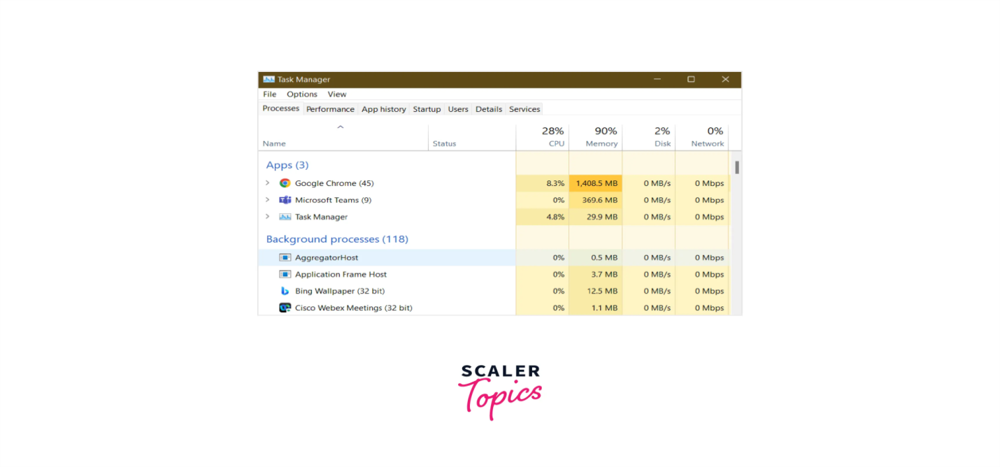 Task Manager
File Options View
Processes Performance App history Startup Users Details Services
28% 90% 2% 0%
Name Status CPU Memory Disk Network
Apps (3)
Google Chrome (45) 8.3% 1,408.5 MB 0 MB/s 0 Mbps
Microsoft Teams (9) 0% 369.6 MB 0 MB/s 0 Mbps
Task Manager 4.8% 29.9 MB 0 MB/s 0 Mbps
Background processes (118)
AggregatorHost 0% 0.5 MB 0 MB/s 0 Mbps
Application Frame Host 0% 3.7 MB 0 MB/s 0 Mbps
Bing Wallpaper (32 bit) 0% 12.5 MB 0 MB/s 0 Mbps
Cisco Webex Meetings (32 bit) 0% 1.1 MB 0 MB/s 0 Mbps
SCALER
Topics